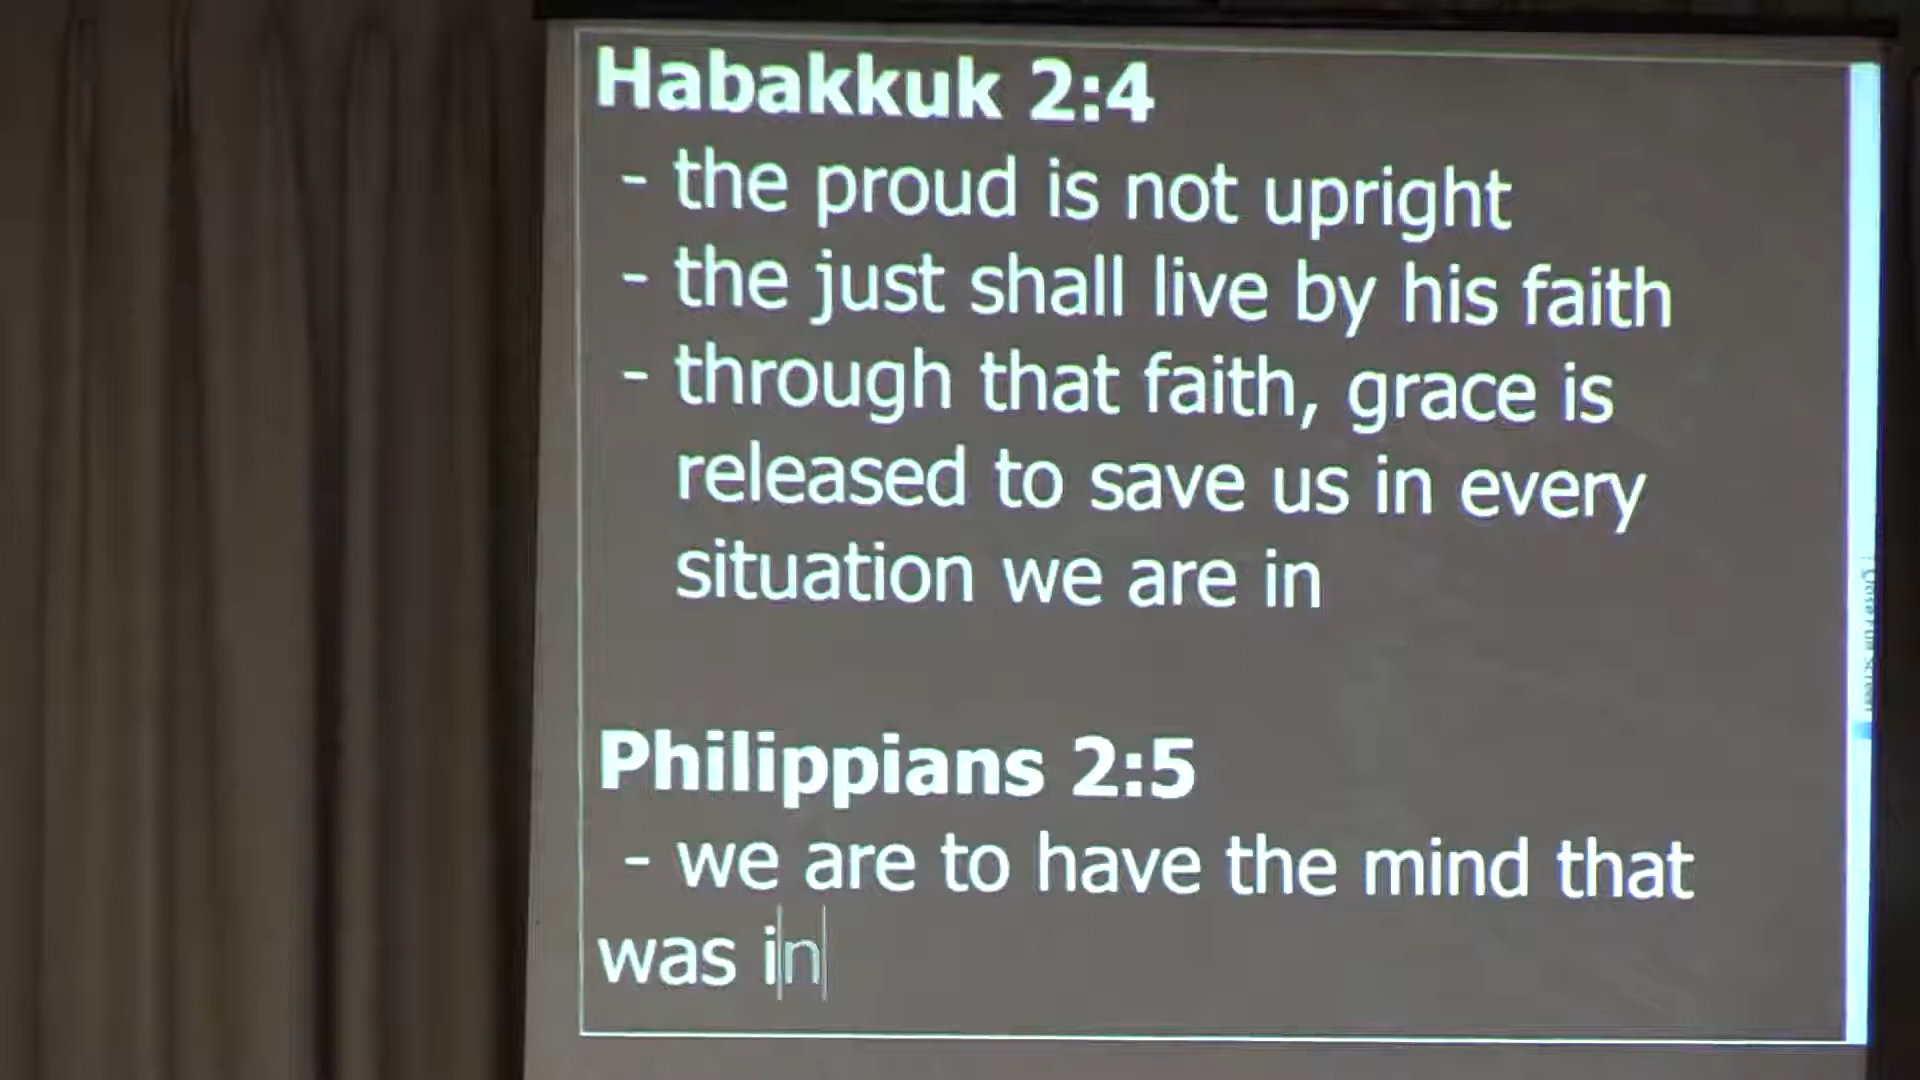 Habakkuk 2:4
- the proud is not upright
- the just shall live by his faith
- through that faith, grace is
released to save us in every
situation we are in
Philippians 2:5
- we are to have the mind that
was in